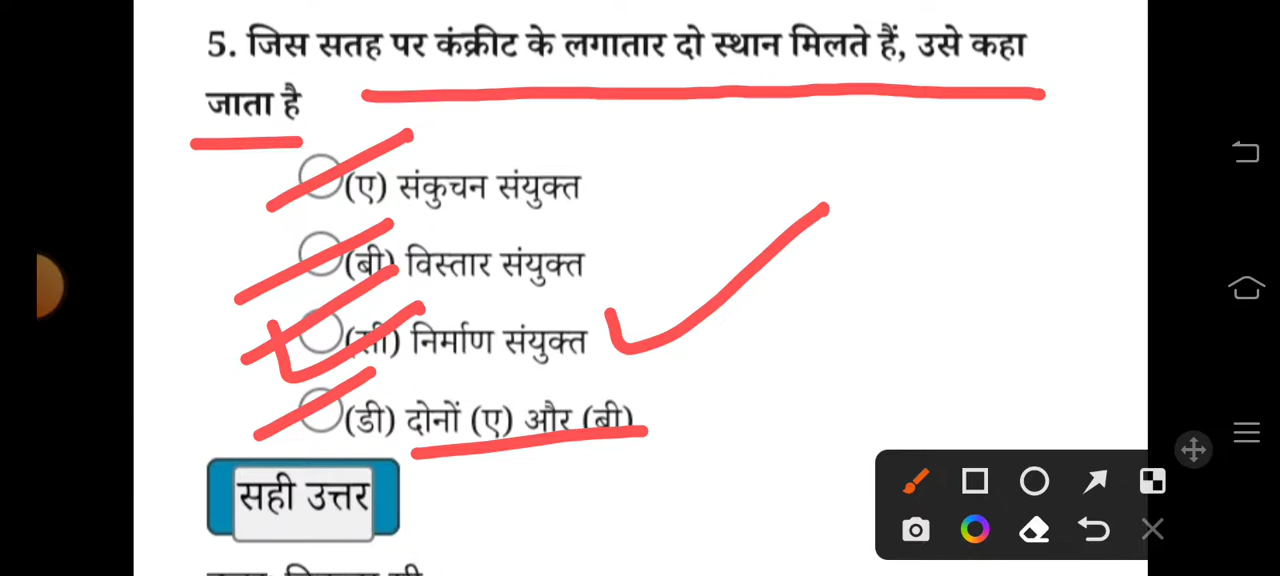 5. जिस सतह पर कंक्रीट के लगातार दो स्थान मिलते हैं, उसे कहा
जाता है
(ए) संकुचन संयुक्त
(बी) विस्तार संयुक्त
(सी) निर्माण संयुक्त
(डी) दोनों (ए) और (बी)
सही उत्तर